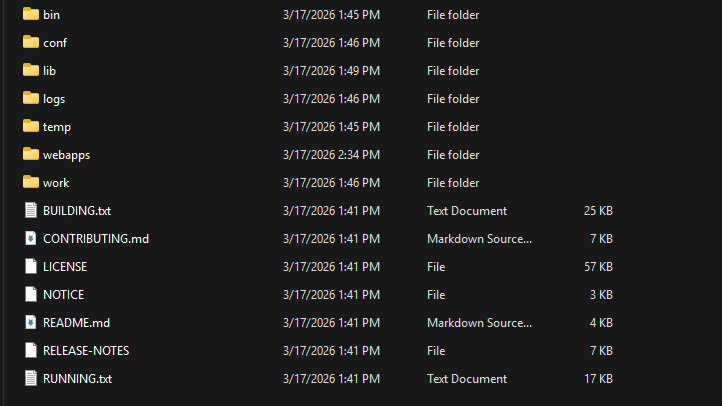 bin 3/17/2026 1:45 PM File folder
conf 3/17/2026 1:46 PM File folder
lib 3/17/2026 1:49 PM File folder
logs 3/17/2026 1:46 PM File folder
temp 3/17/2026 1:45 PM File folder
webapps 3/17/2026 2:34 PM File folder
work 3/17/2026 1:46 PM File folder
BUILDING.txt 3/17/2026 1:41 PM Text Document 25 KB
CONTRIBUTING.md 3/17/2026 1:41 PM Markdown Source... 7 KB
LICENSE 3/17/2026 1:41 PM File 57 KB
NOTICE 3/17/2026 1:41 PM File 3 KB
README.md 3/17/2026 1:41 PM Markdown Source... 4 KB
RELEASE-NOTES 3/17/2026 1:41 PM File 7 KB
RUNNING.txt 3/17/2026 1:41 PM Text Document 17 KB